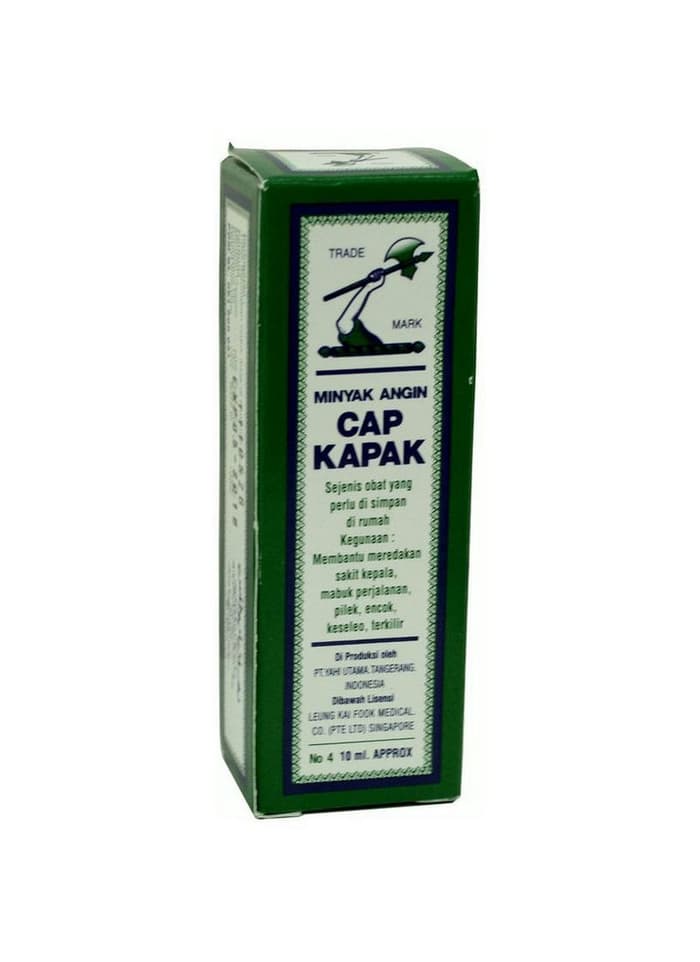 TRADE
MARK
MINYAK ANGIN
CAP
KAPAK
Sejenis obat yang
perlu di simpan
di rumah
Kegunaan :
Membantu meredakan
sakit kepala,
mabuk perjalanan,
pilek, encok,
keseleo, terkilir
Di Produksi oleh
PT.YAHI UTAMA.TANGERANG.
INDONESIA
Dibawah Lisensi
LEUNG KAI FOOK MEDICAL.
CO. (PTE LTD) SINGAPORE
No 4 10 ml. APPROX